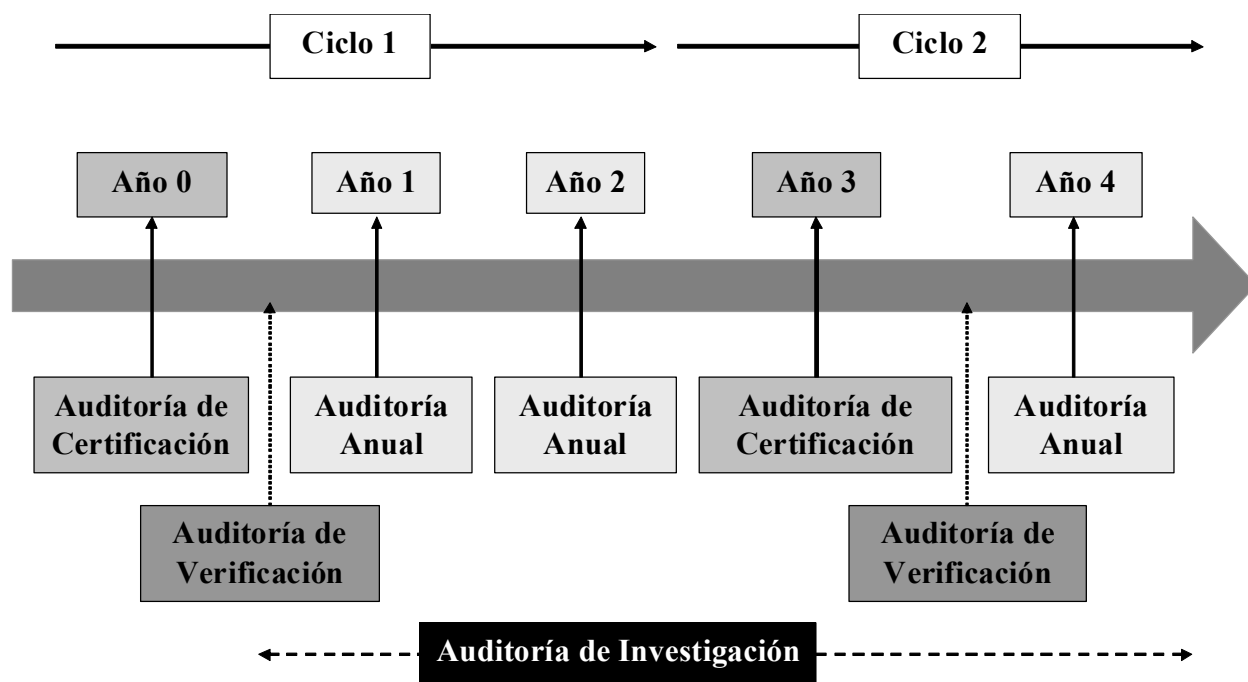 Ciclo 1
Ciclo 2
Año 0
Año 1
Año 2
Año 3
Año 4
Auditoría de
Certificación
Auditoría
Anual
Auditoría
Anual
Auditoría de
Certificación
Auditoría
Anual
Auditoría de
Verificación
Auditoría de
Verificación
Auditoría de Investigación